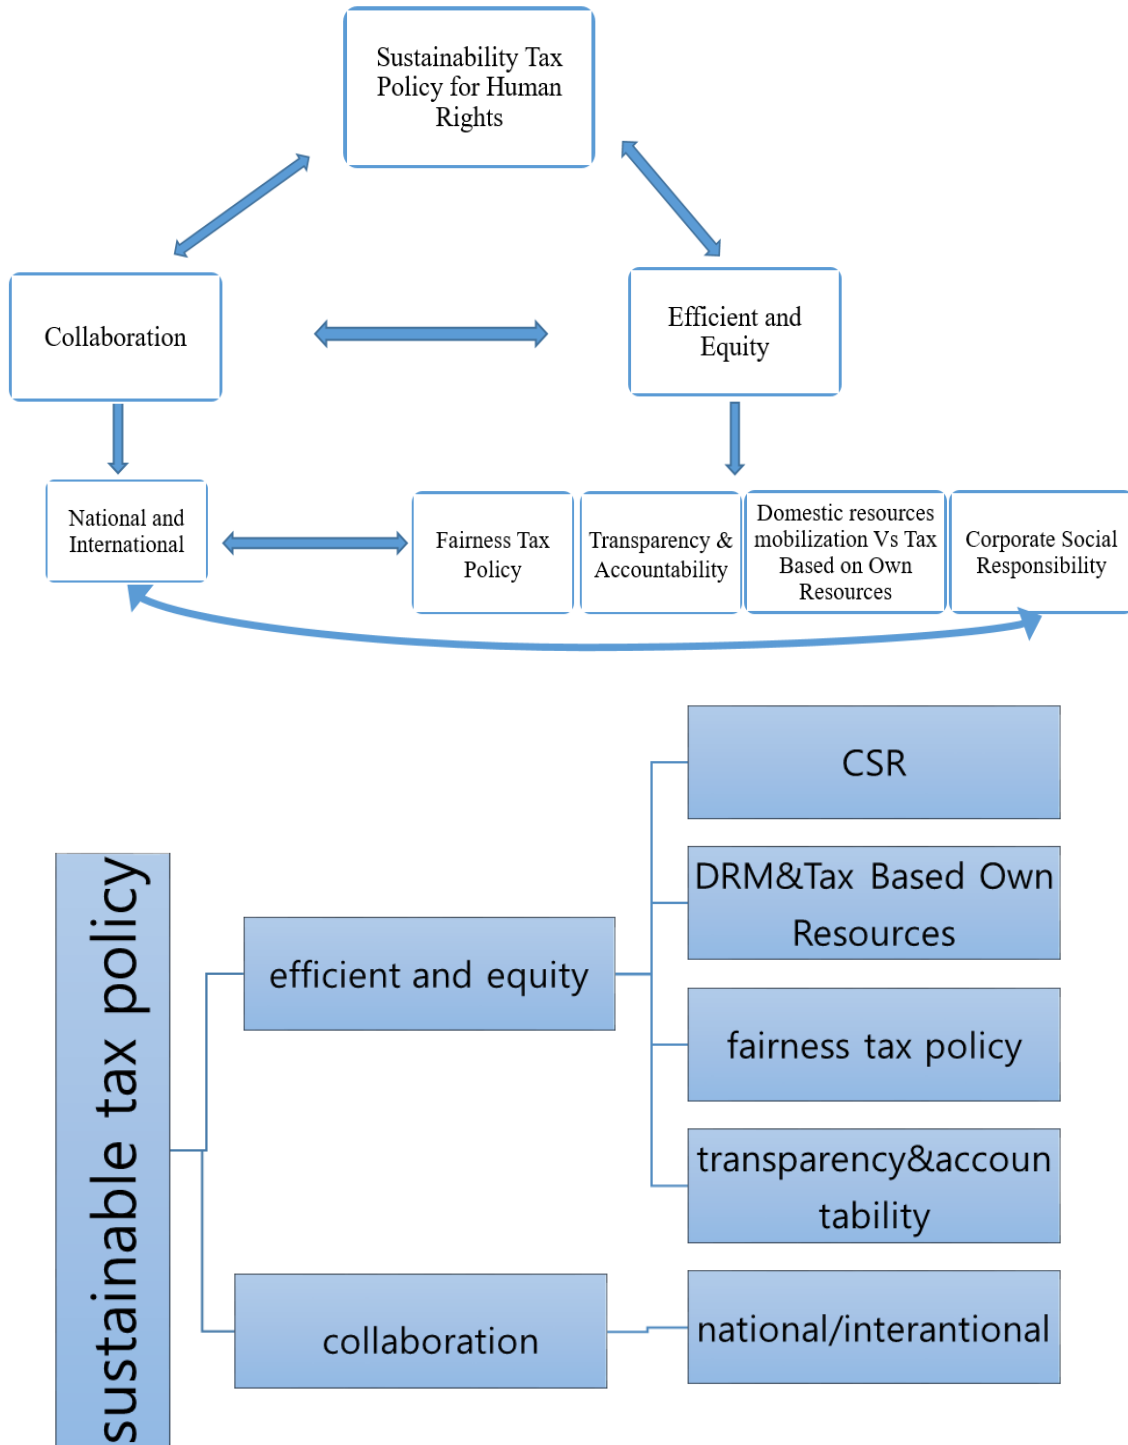 Sustainability Tax
Policy for Human
Rights
Collaboration
Efficient and
Equity
National and
International
Fairness Tax
Policy
Transparency &
Accountability
Domestic resources
mobilization Vs Tax
Based on Own
Resources
Corporate Social
Responsibility
sustainable tax policy
efficient and equity
collaboration
CSR
DRM&Tax Based Own
Resources
fairness tax policy
transparency&accoun
tability
national/interantional